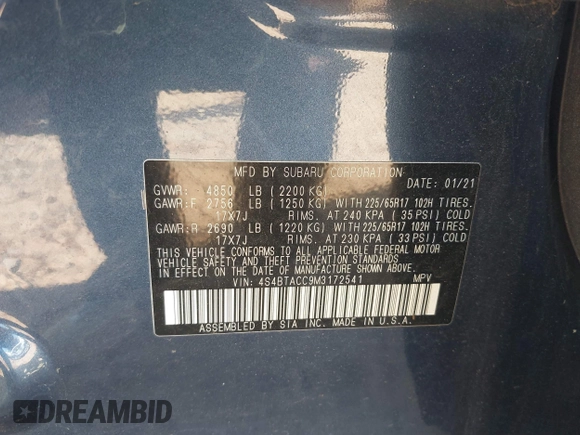 MFD BY SUBARU CORPORATION
DATE: 01/21
GVWR: 4850 LB ( 2200 KG)
GAWR:F 2756 LB ( 1250 KG) WITH 225/65R17 102H TIRES.
17X7J RIMS. AT 240 KPA ( 35 PSI) COLD
GAWR:R 2690 LB ( 1220 KG) WITH 225/65R17 102H TIRES.
17X7J RIMS. AT 230 KPA ( 33 PSI) COLD
THIS VEHICLE CONFORMS TO ALL APPLICABLE FEDERAL MOTOR
VEHICLE SAFETY AND THEFT PREVENTION STANDARDS IN
EFFECT ON THE DATE OF MANUFACTURE SHOWN ABOVE.
VIN: 4S4BTACC9M3172541 MPV
ASSEMBLED BY SIA INC. IN U.S.A.
DREAMBID